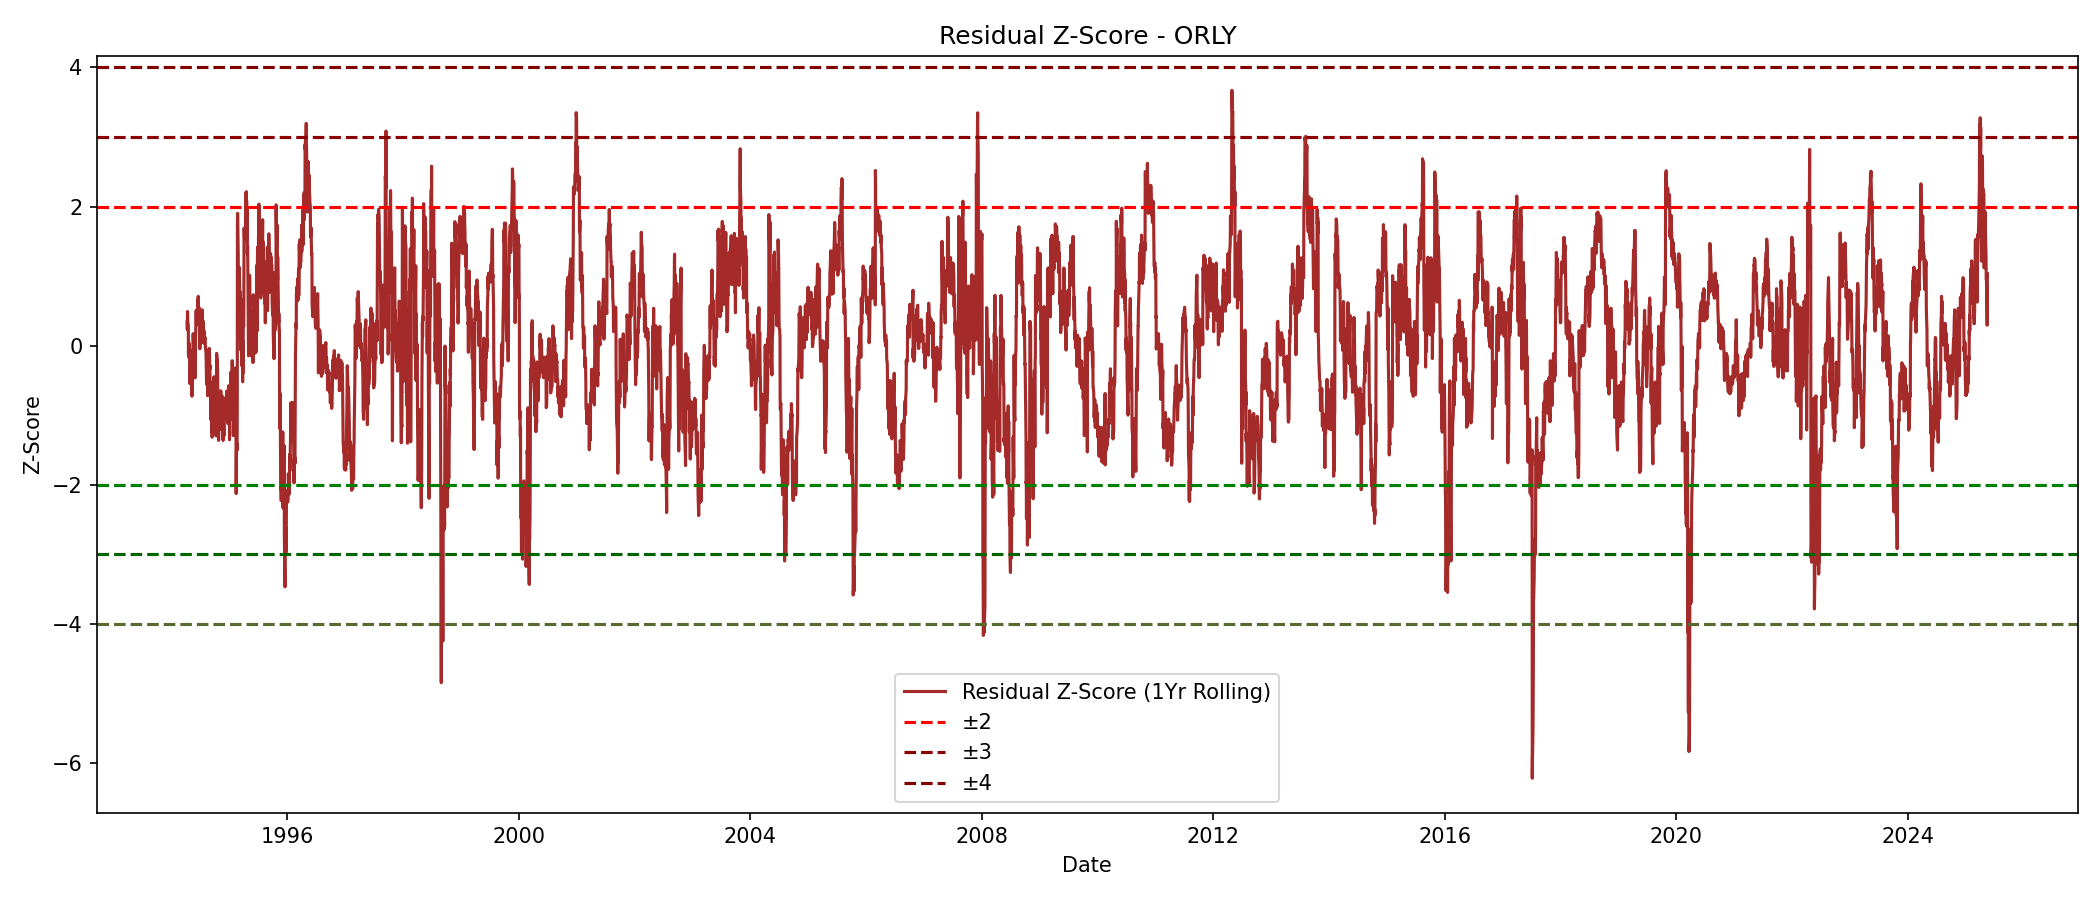 Residual Z-Score - ORLY
4
2
0
−2
−4
−6
Z-Score
Residual Z-Score (1Yr Rolling)
±2
±3
±4
1996 2000 2004 2008 2012 2016 2020 2024
Date